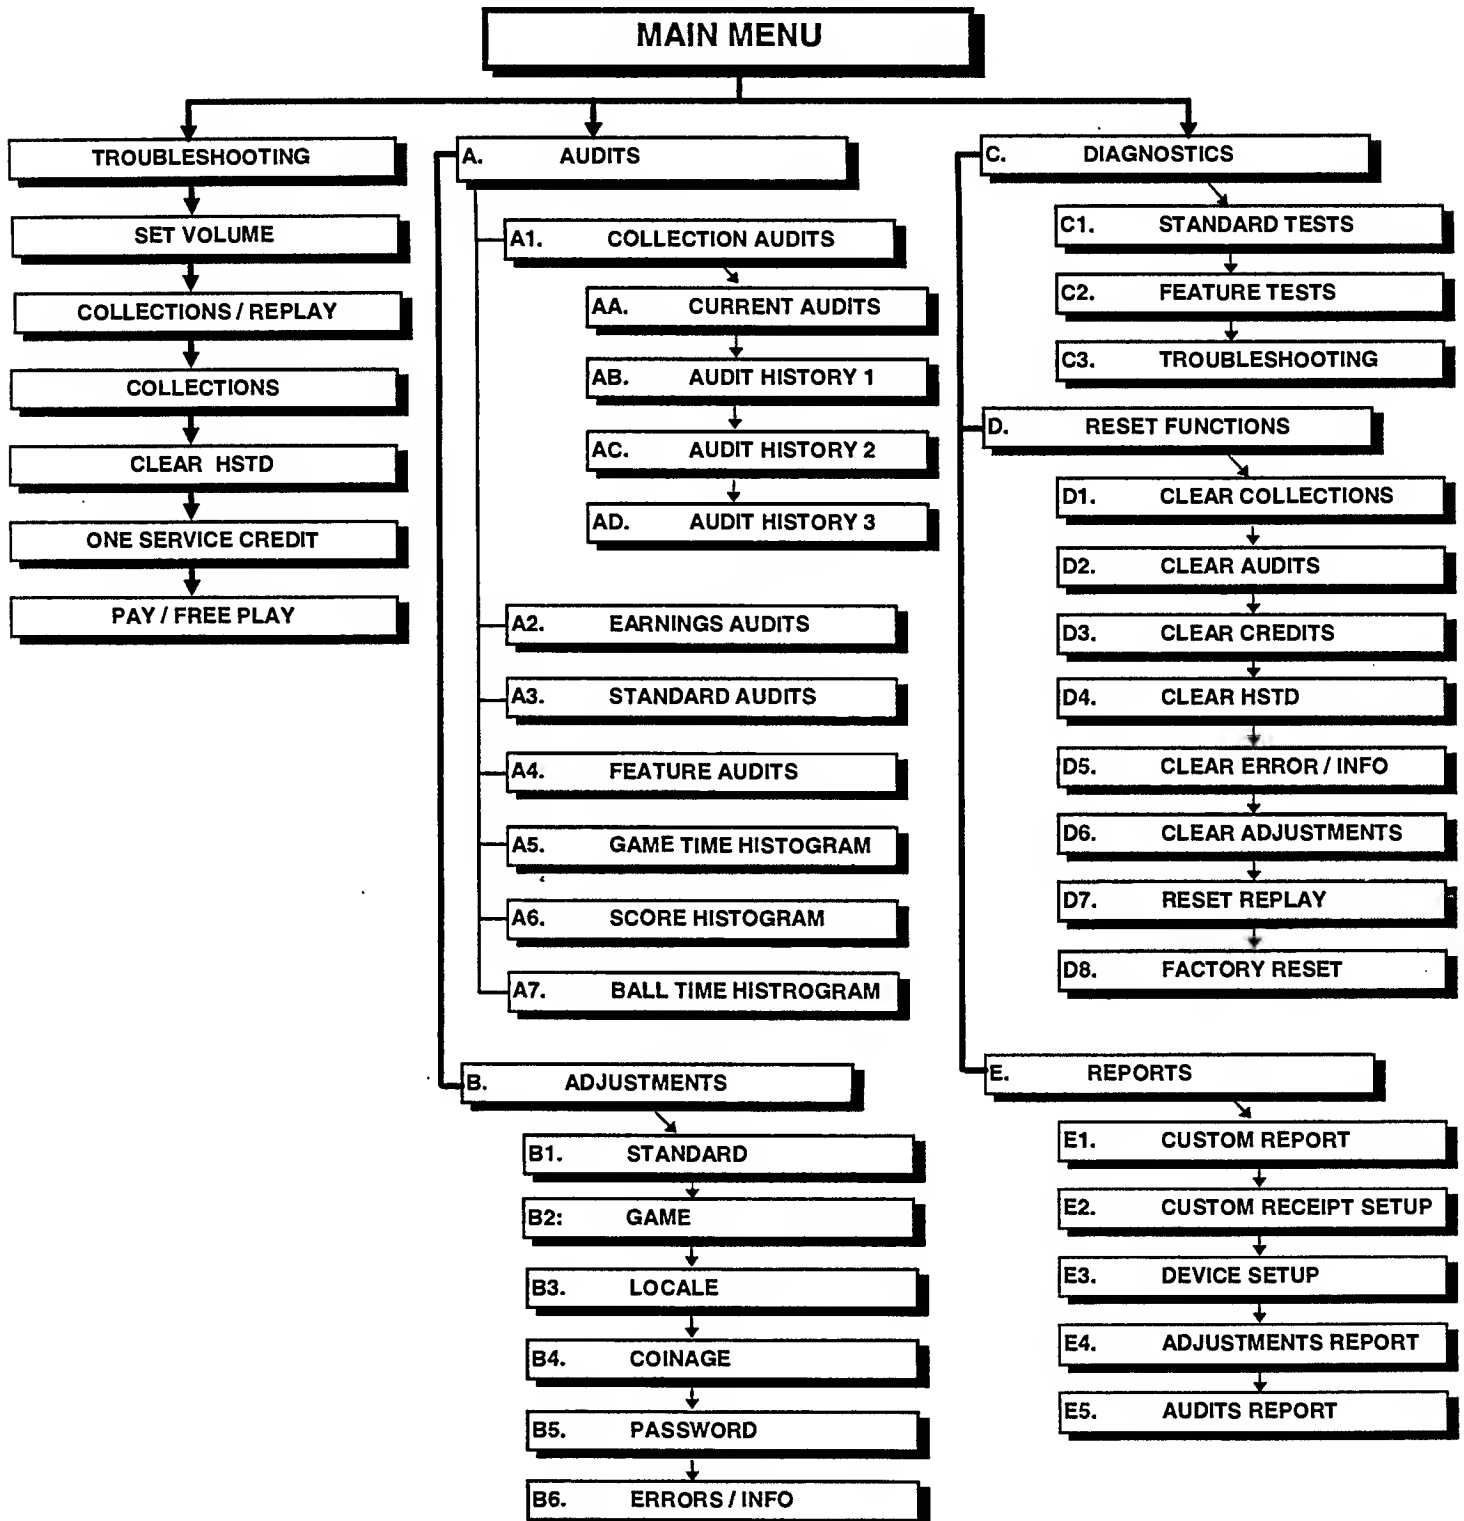 MAIN MENU
TROUBLESHOOTING
SET VOLUME
COLLECTIONS / REPLAY
COLLECTIONS
CLEAR HSTD
ONE SERVICE CREDIT
PAY / FREE PLAY
A. AUDITS
A1. COLLECTION AUDITS
AA. CURRENT AUDITS
AB. AUDIT HISTORY 1
AC. AUDIT HISTORY 2
AD. AUDIT HISTORY 3
A2. EARNINGS AUDITS
A3. STANDARD AUDITS
A4. FEATURE AUDITS
A5. GAME TIME HISTOGRAM
A6. SCORE HISTOGRAM
A7. BALL TIME HISTROGRAM
B. ADJUSTMENTS
B1. STANDARD
B2: GAME
B3. LOCALE
B4. COINAGE
B5. PASSWORD
B6. ERRORS / INFO
C. DIAGNOSTICS
C1. STANDARD TESTS
C2. FEATURE TESTS
C3. TROUBLESHOOTING
D. RESET FUNCTIONS
D1. CLEAR COLLECTIONS
D2. CLEAR AUDITS
D3. CLEAR CREDITS
D4. CLEAR HSTD
D5. CLEAR ERROR / INFO
D6. CLEAR ADJUSTMENTS
D7. RESET REPLAY
D8. FACTORY RESET
E. REPORTS
E1. CUSTOM REPORT
E2. CUSTOM RECEIPT SETUP
E3. DEVICE SETUP
E4. ADJUSTMENTS REPORT
E5. AUDITS REPORT